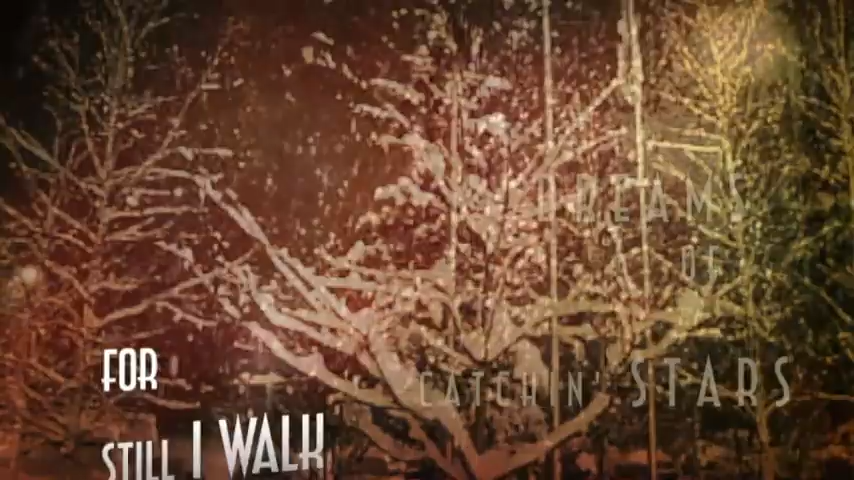 DREAMS
OF
CATCHIN' STARS
FOR
STILL I WALK